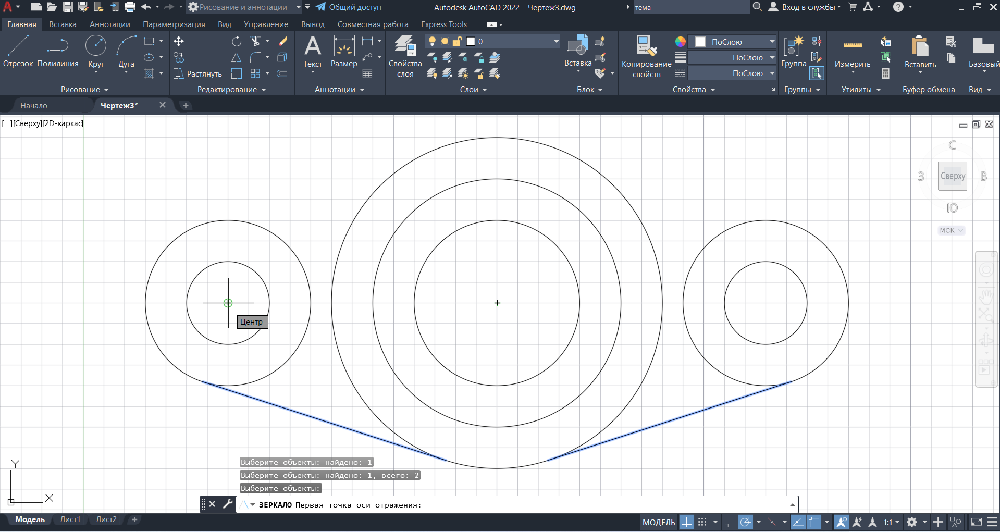 Рисование и аннотации
Общий доступ
Autodesk AutoCAD 2022 Чертеж3.dwg
тема
Вход в службы
Главная Вставка Аннотации Параметризация Вид Управление Вывод Совместная работа Express Tools
Отрезок Полилиния Круг Дуга
Растянуть
Текст Размер
Свойства слоя
0
Вставка
Копирование свойств
ПоСлою
ПоСлою
ПоСлою
Группа
Измерить
Вставить
Базовый
Рисование Редактирование Аннотации Слои Блок Свойства Группы Утилиты Буфер обмена Вид
Начало Чертеж3*
[−][Сверху][2D-каркас]
С
З Сверху В
Ю
МСК
Центр
Y
X
Выберите объекты: найдено: 1
Выберите объекты: найдено: 1, всего: 2
Выберите объекты:
ЗЕРКАЛО Первая точка оси отражения:
Модель Лист1 Лист2
МОДЕЛЬ
1:1